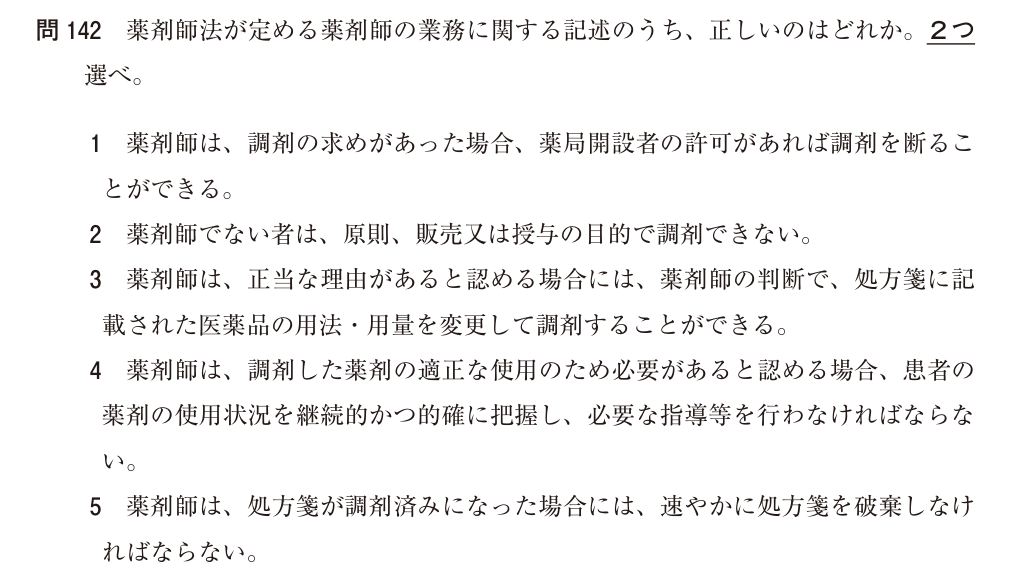 問 142 薬剤師法が定める薬剤師の業務に関する記述のうち、正しいのはどれか。2つ
選べ。
1 薬剤師は、調剤の求めがあった場合、薬局開設者の許可があれば調剤を断るこ
とができる。
2 薬剤師でない者は、原則、販売又は授与の目的で調剤できない。
3 薬剤師は、正当な理由があると認める場合には、薬剤師の判断で、処方箋に記
載された医薬品の用法・用量を変更して調剤することができる。
4 薬剤師は、調剤した薬剤の適正な使用のため必要があると認める場合、患者の
薬剤の使用状況を継続的かつ的確に把握し、必要な指導等を行わなければならな
い。
5 薬剤師は、処方箋が調剤済みになった場合には、速やかに処方箋を破棄しなけ
ればならない。